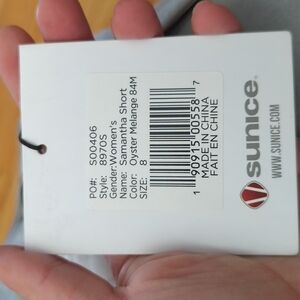 PO#: S00406
Style: 8970S
Gender: Women's
Name: Samantha Short
Color: Oyster Melange 84M
SIZE: 8
1 90915 00558 7
MADE IN CHINA
FAIT EN CHINE
sunice
WWW.SUNICE.COM